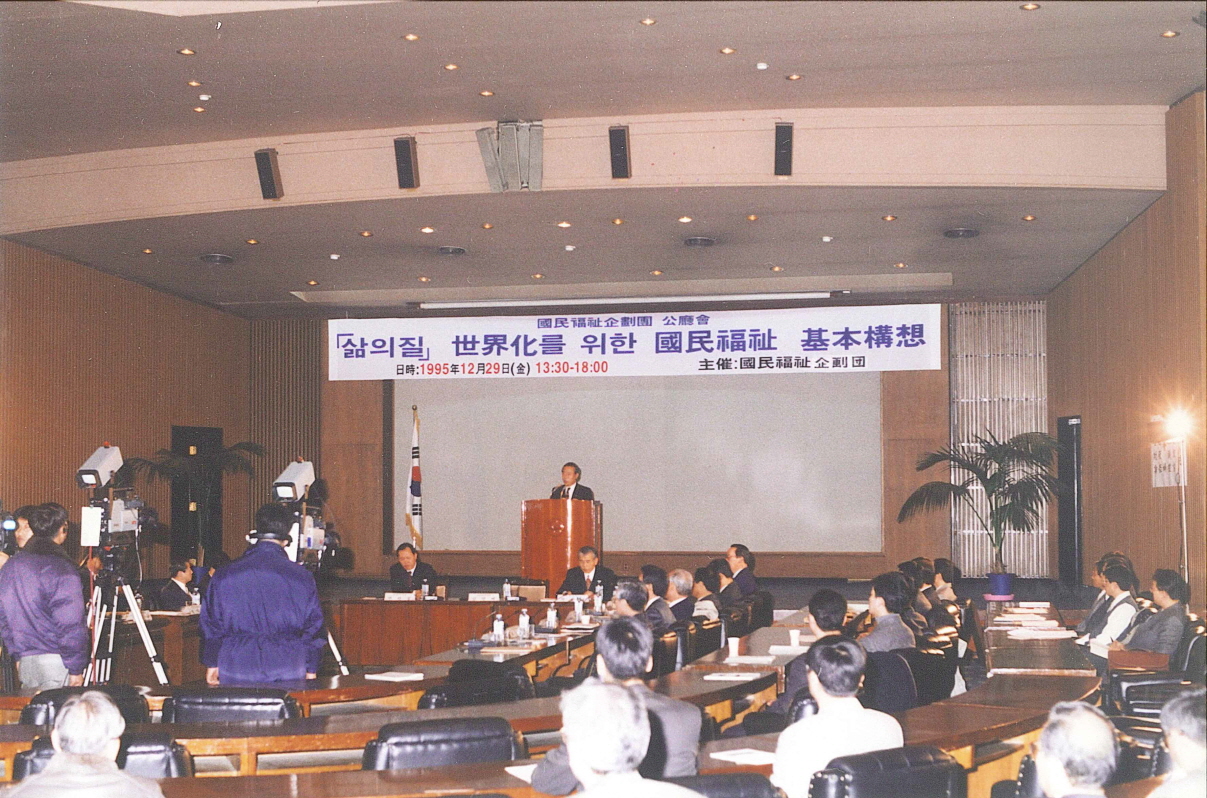 國民福祉企劃團 公廳會
「삶의질」 世界化를 위한 國民福祉 基本構想
日時:1995年12月29日(金) 13:30-18:00 主催:國民福祉企劃団